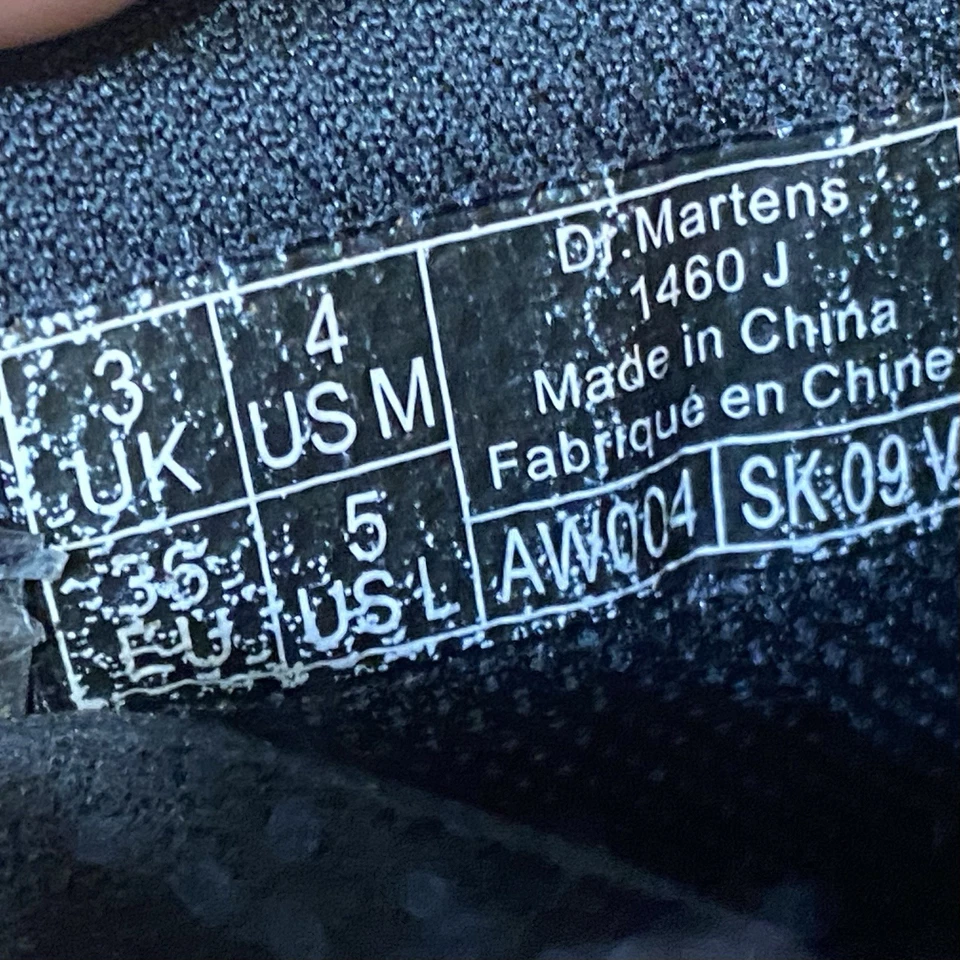 3
UK
4
US M
36
EU
5
US L
Dr.Martens
1460 J
Made in China
Fabriqué en Chine
AW004
SK 09 V